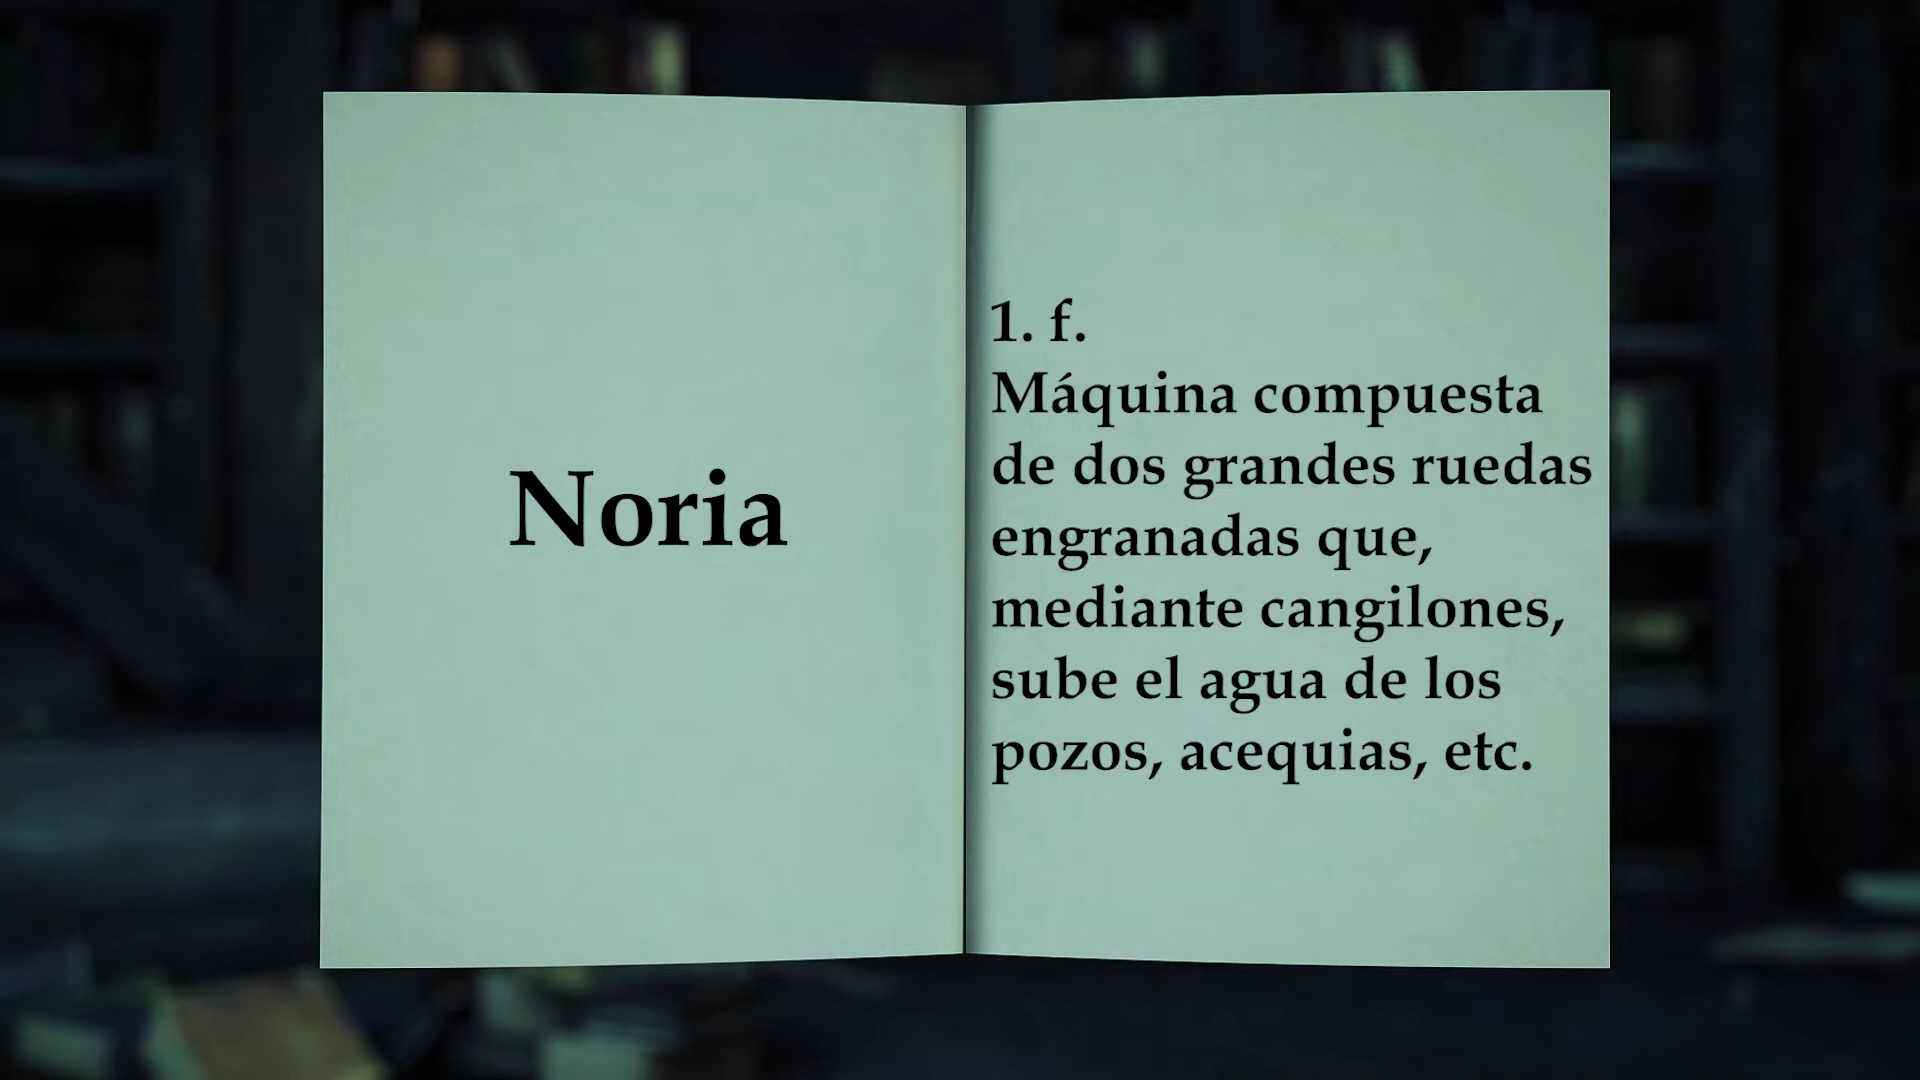 Noria
1. f.
Máquina compuesta
de dos grandes ruedas
engranadas que,
mediante cangilones,
sube el agua de los
pozos, acequias, etc.